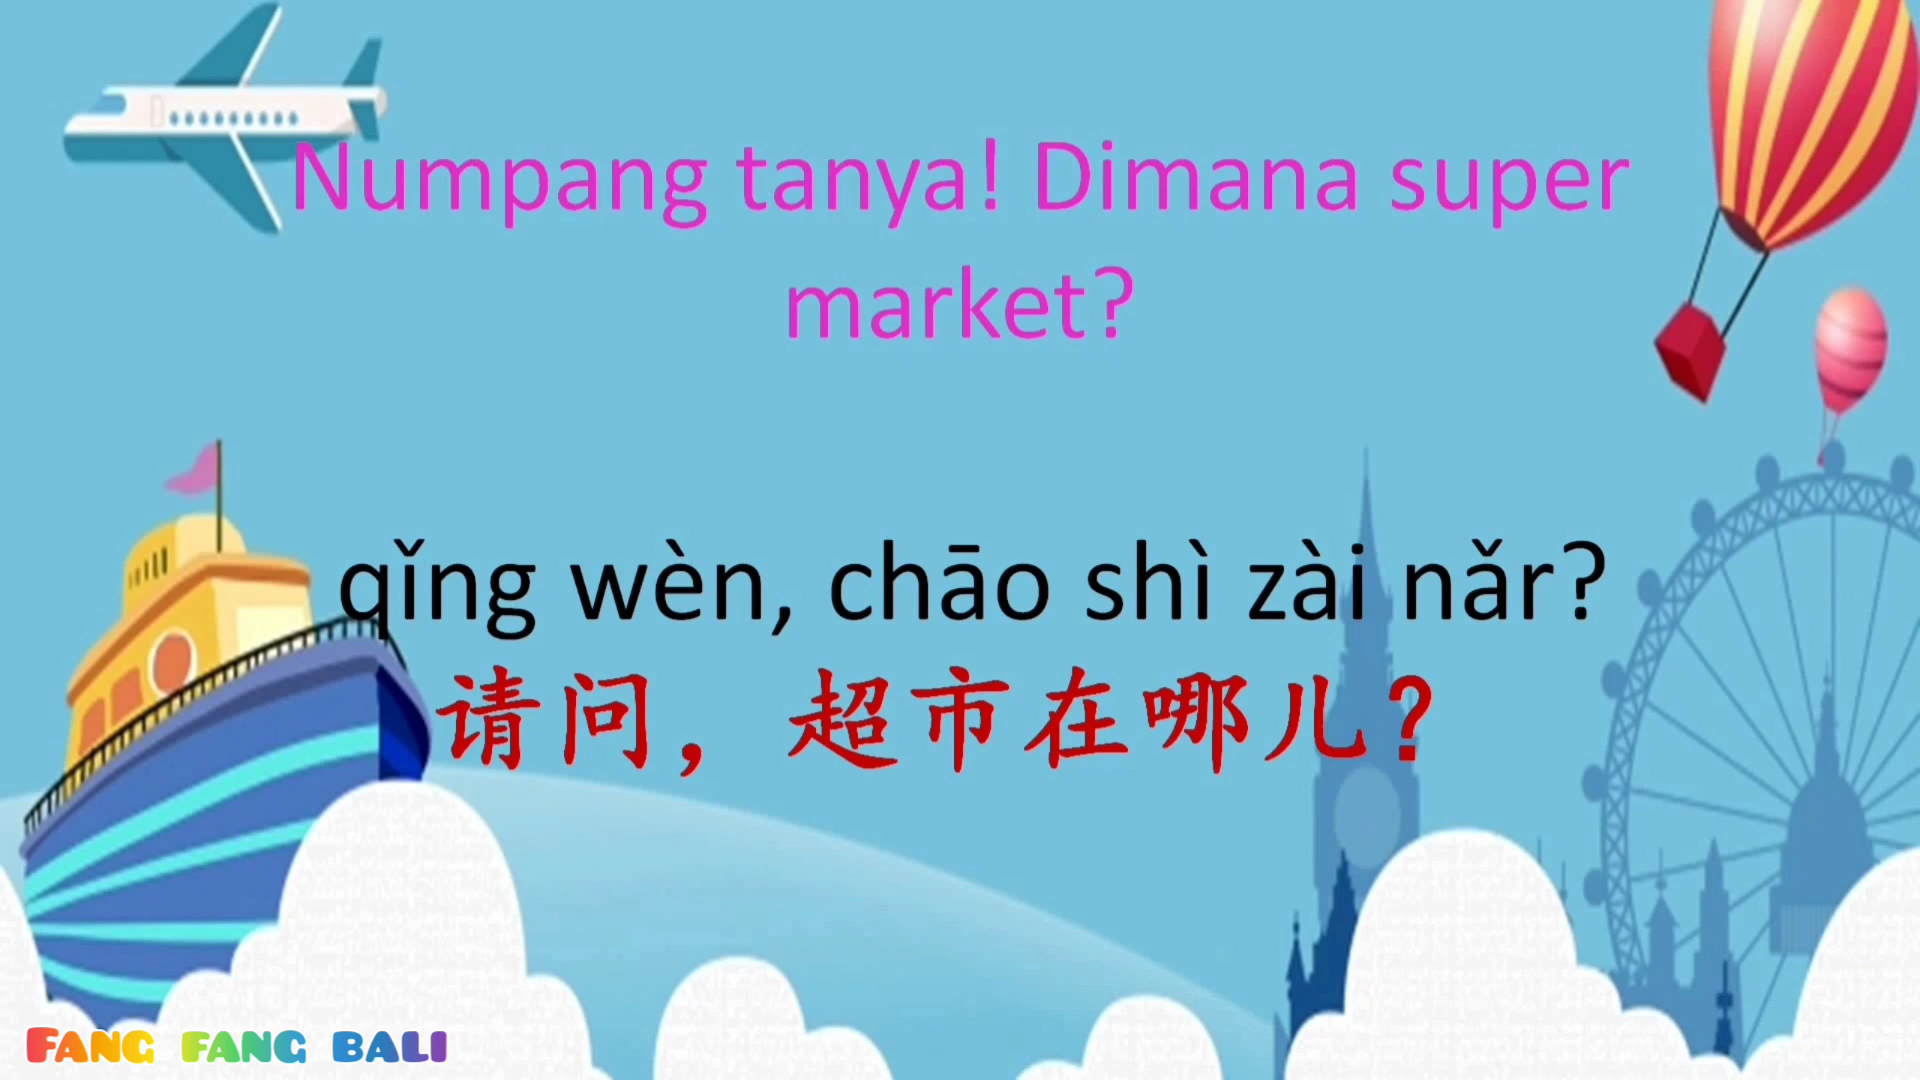 Numpang tanya! Dimana super
market?
qǐng wèn, chāo shì zài nǎr?
请问，超市在哪儿？
FANG FANG BALI